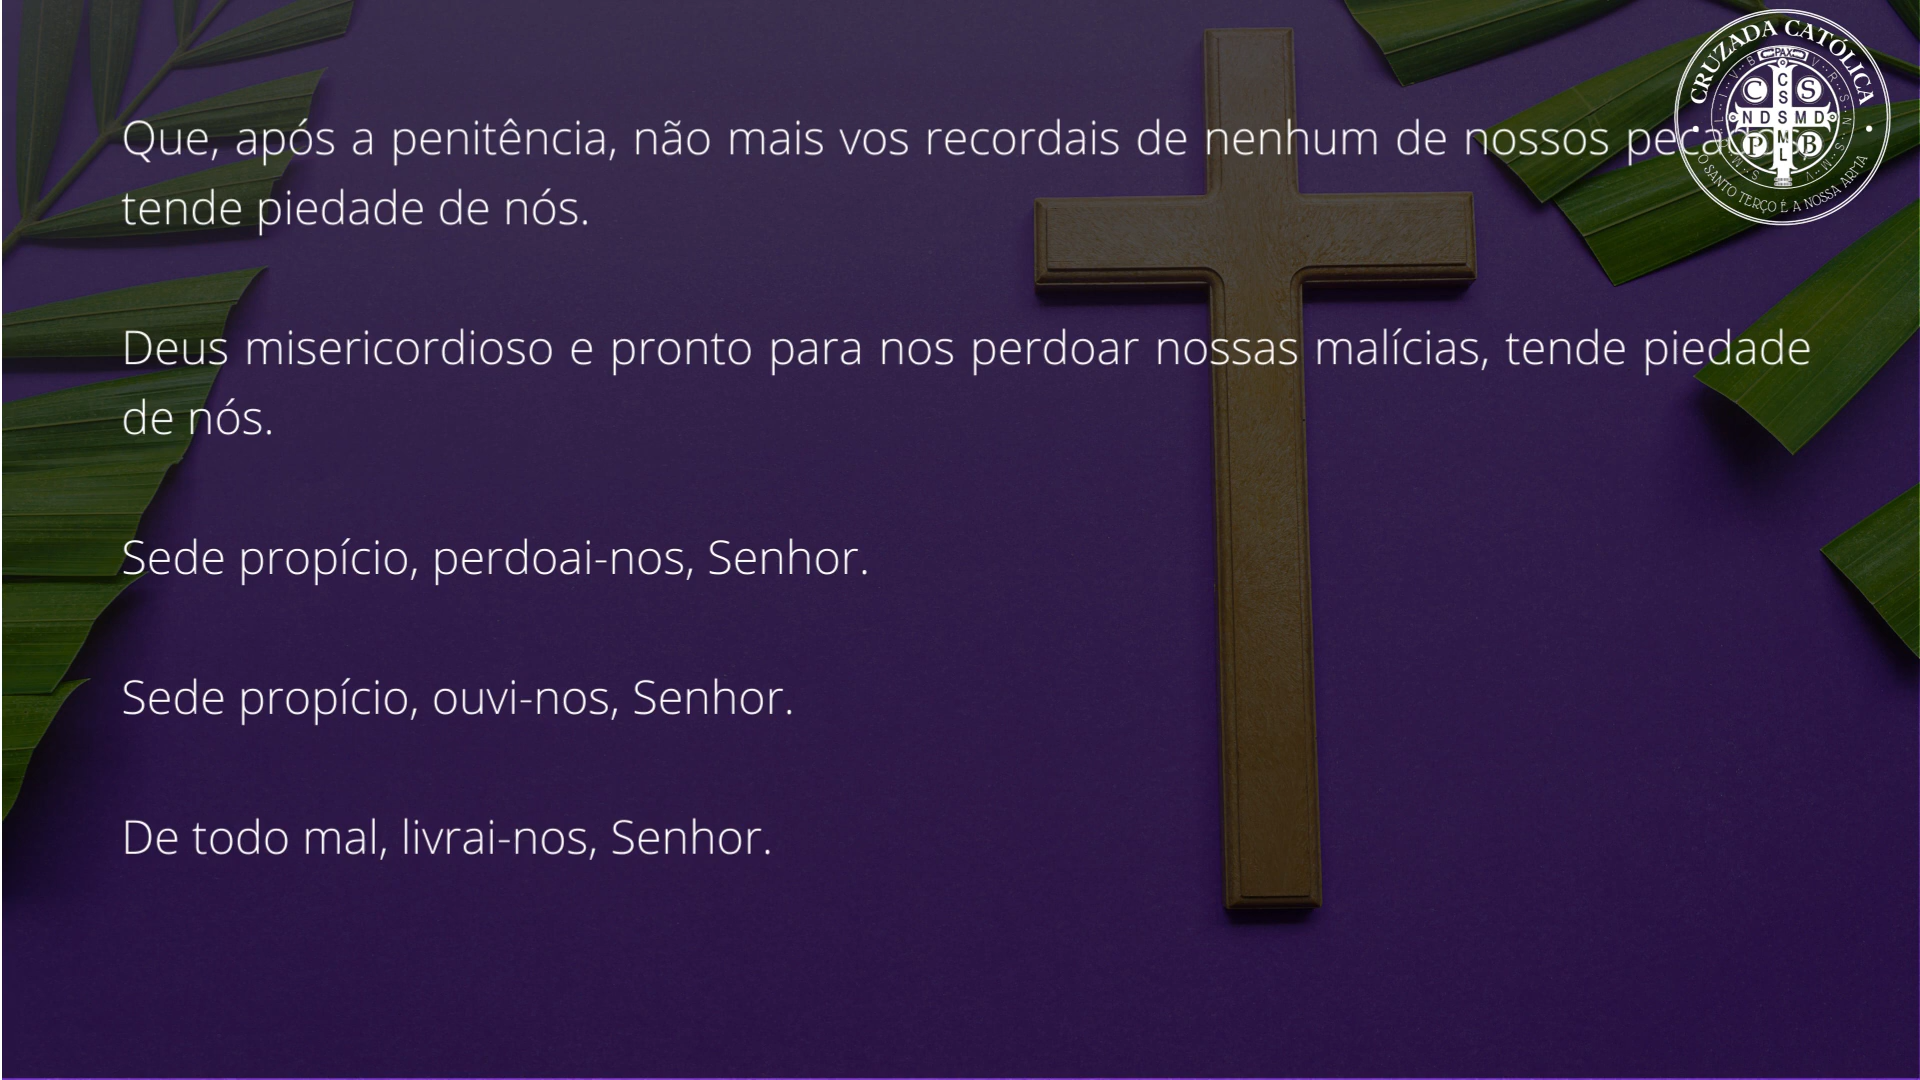 Que, após a penitência, não mais vos recordais de nenhum de nossos
tende piedade de nós.
Deus misericordioso e pronto para nos perdoar nossas malícias, tende piedade
de nós.
Sede propício, perdoai-nos, Senhor.
Sede propício, ouvi-nos, Senhor.
De todo mal, livrai-nos, Senhor.
CRUZADA CATÓLICA
PAX
C S
C S S M L
N D S M D
P B
O SANTO TERÇO É A NOSSA ARMA